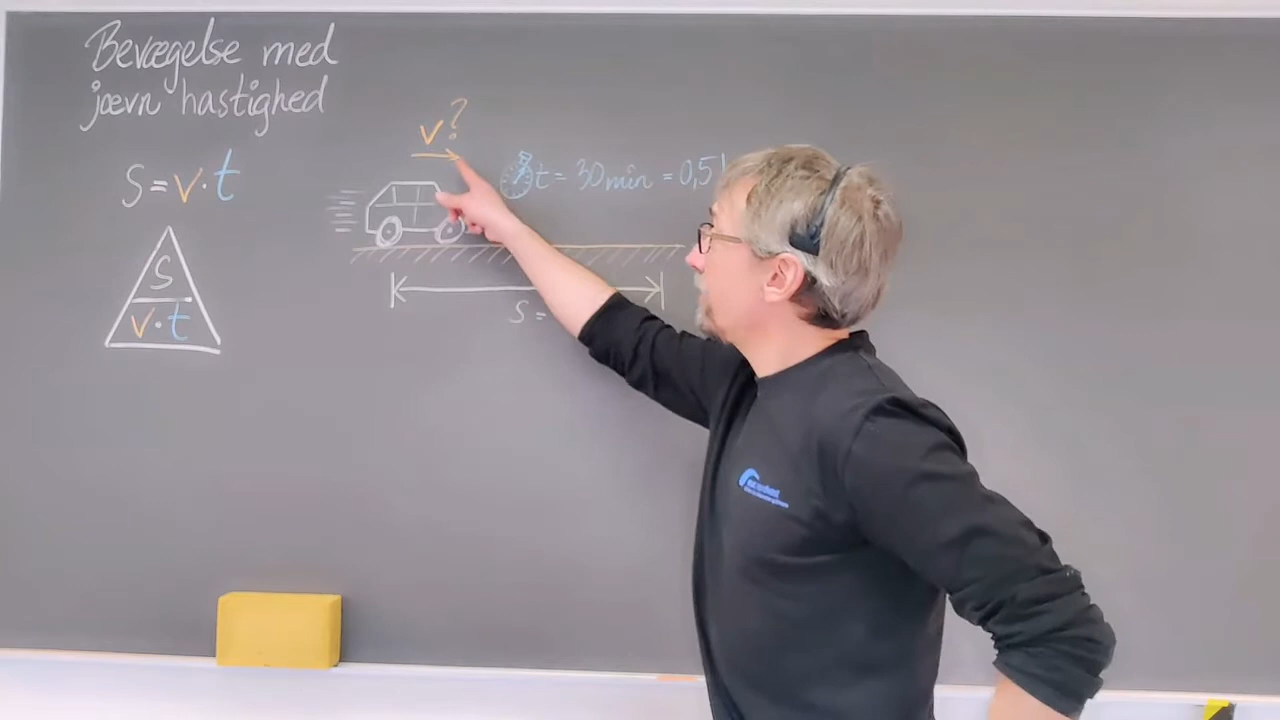 Bevægelse med
jævn hastighed
v?
s = v · t
t = 30 min = 0,5
s
v · t
s =